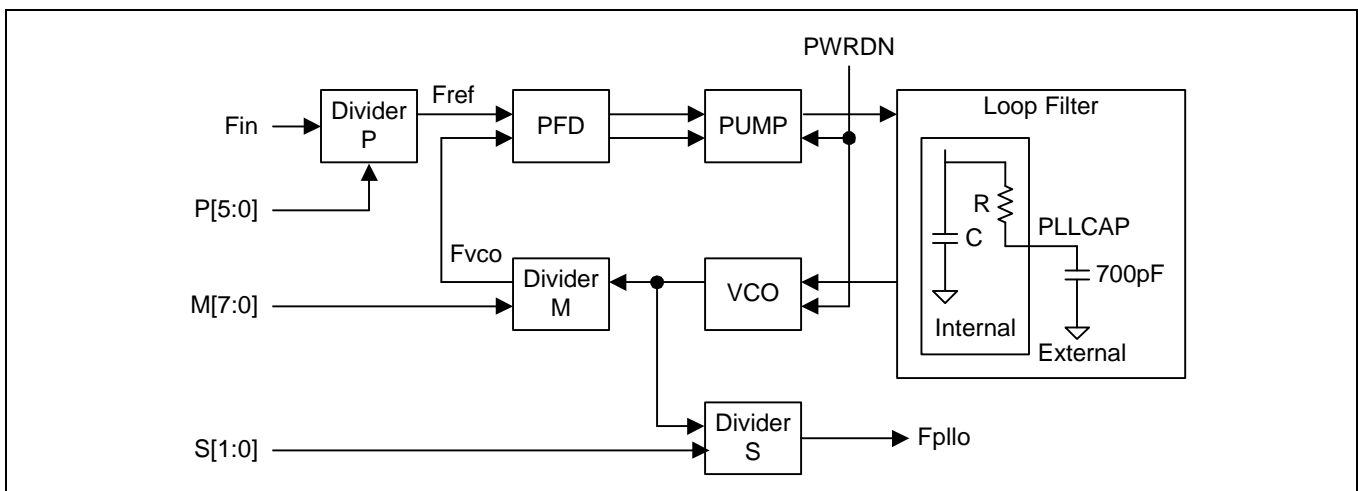 PWRDN
Fin
Divider
P
Fref
PFD
PUMP
Loop Filter
P[5:0]
R
C
PLLCAP
700pF
Internal
External
Fvco
M[7:0]
Divider
M
VCO
S[1:0]
Divider
S
Fpllo